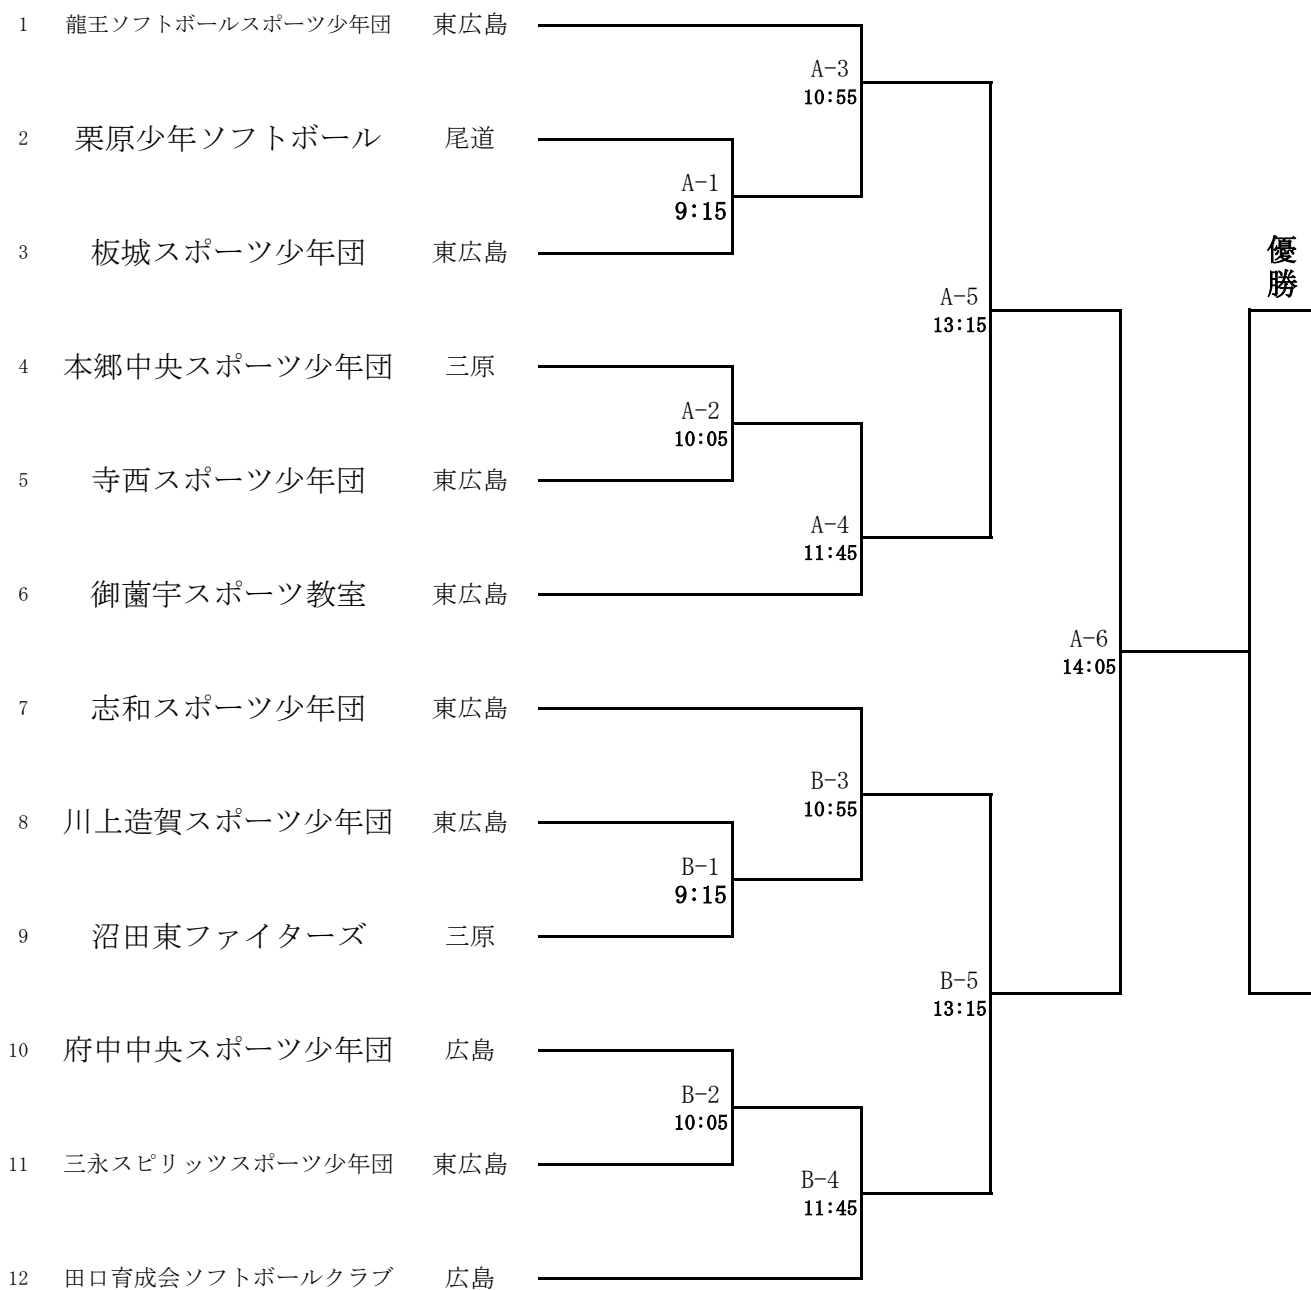 1 龍王ソフトボールスポーツ少年団 東広島
A-3
10:55
2 栗原少年ソフトボール 尾道
A-1
9:15
3 板城スポーツ少年団 東広島
優勝
A-5
13:15
4 本郷中央スポーツ少年団 三原
A-2
10:05
5 寺西スポーツ少年団 東広島
A-4
11:45
6 御薗宇スポーツ教室 東広島
A-6
14:05
7 志和スポーツ少年団 東広島
B-3
10:55
8 川上造賀スポーツ少年団 東広島
B-1
9:15
9 沼田東ファイターズ 三原
B-5
13:15
10 府中中央スポーツ少年団 広島
B-2
10:05
11 三永スピリッツスポーツ少年団 東広島
B-4
11:45
12 田口育成会ソフトボールクラブ 広島